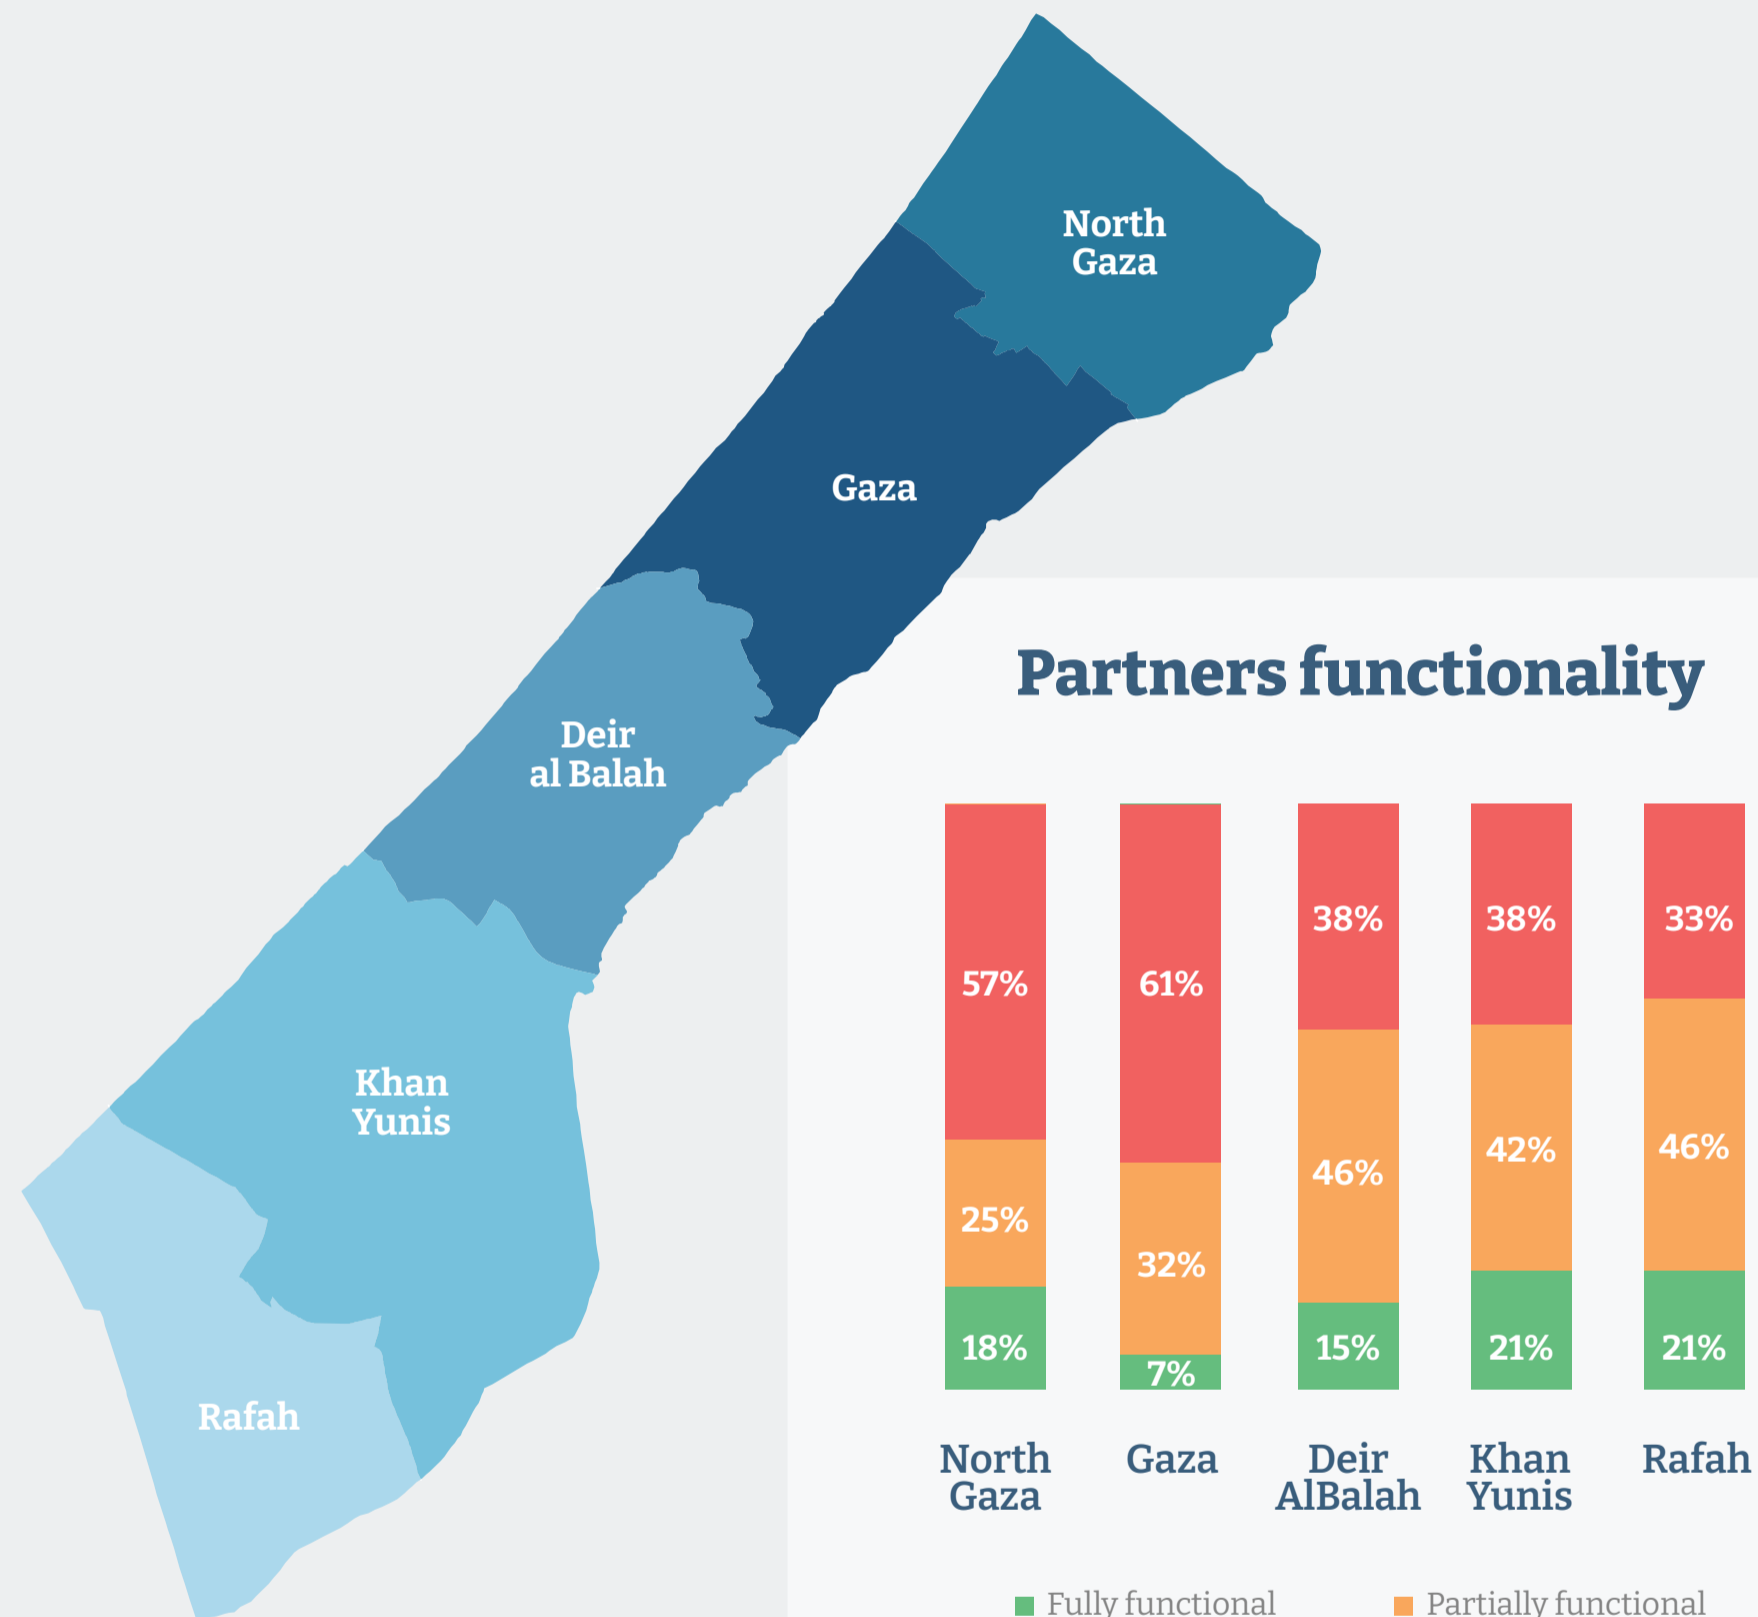 North
Gaza
Gaza
Deir
al Balah
Khan
Yunis
Rafah
Partners functionality
57%
61%
38%
38%
33%
25%
32%
46%
42%
46%
18%
7%
15%
21%
21%
North
Gaza
Gaza
Deir
AlBalah
Khan
Yunis
Rafah
Fully functional
Partially functional